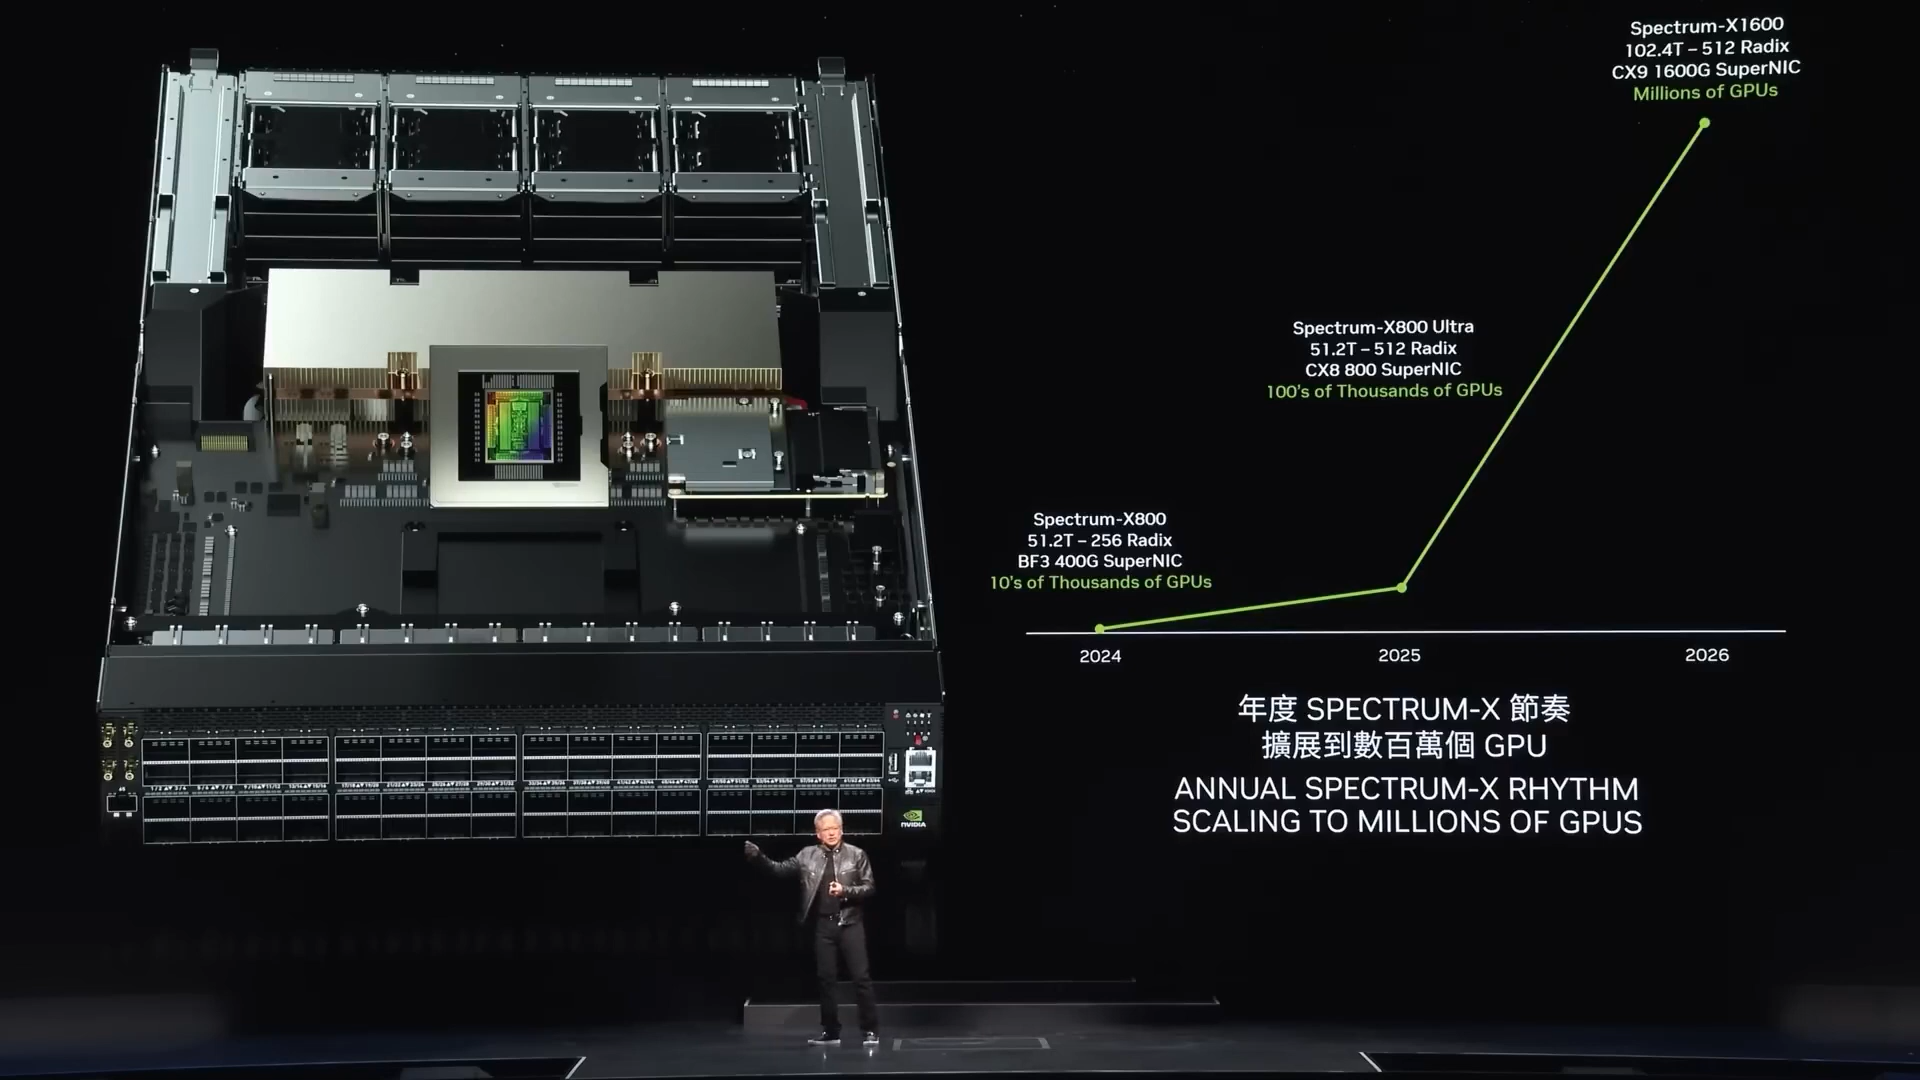 Spectrum-X1600
102.4T – 512 Radix
CX9 1600G SuperNIC
Millions of GPUs
Spectrum-X800 Ultra
51.2T – 512 Radix
CX8 800 SuperNIC
100's of Thousands of GPUs
Spectrum-X800
51.2T – 256 Radix
BF3 400G SuperNIC
10's of Thousands of GPUs
2024
2025
2026
年度 SPECTRUM-X 節奏
擴展到數百萬個 GPU
ANNUAL SPECTRUM-X RHYTHM
SCALING TO MILLIONS OF GPUS
NVIDIA